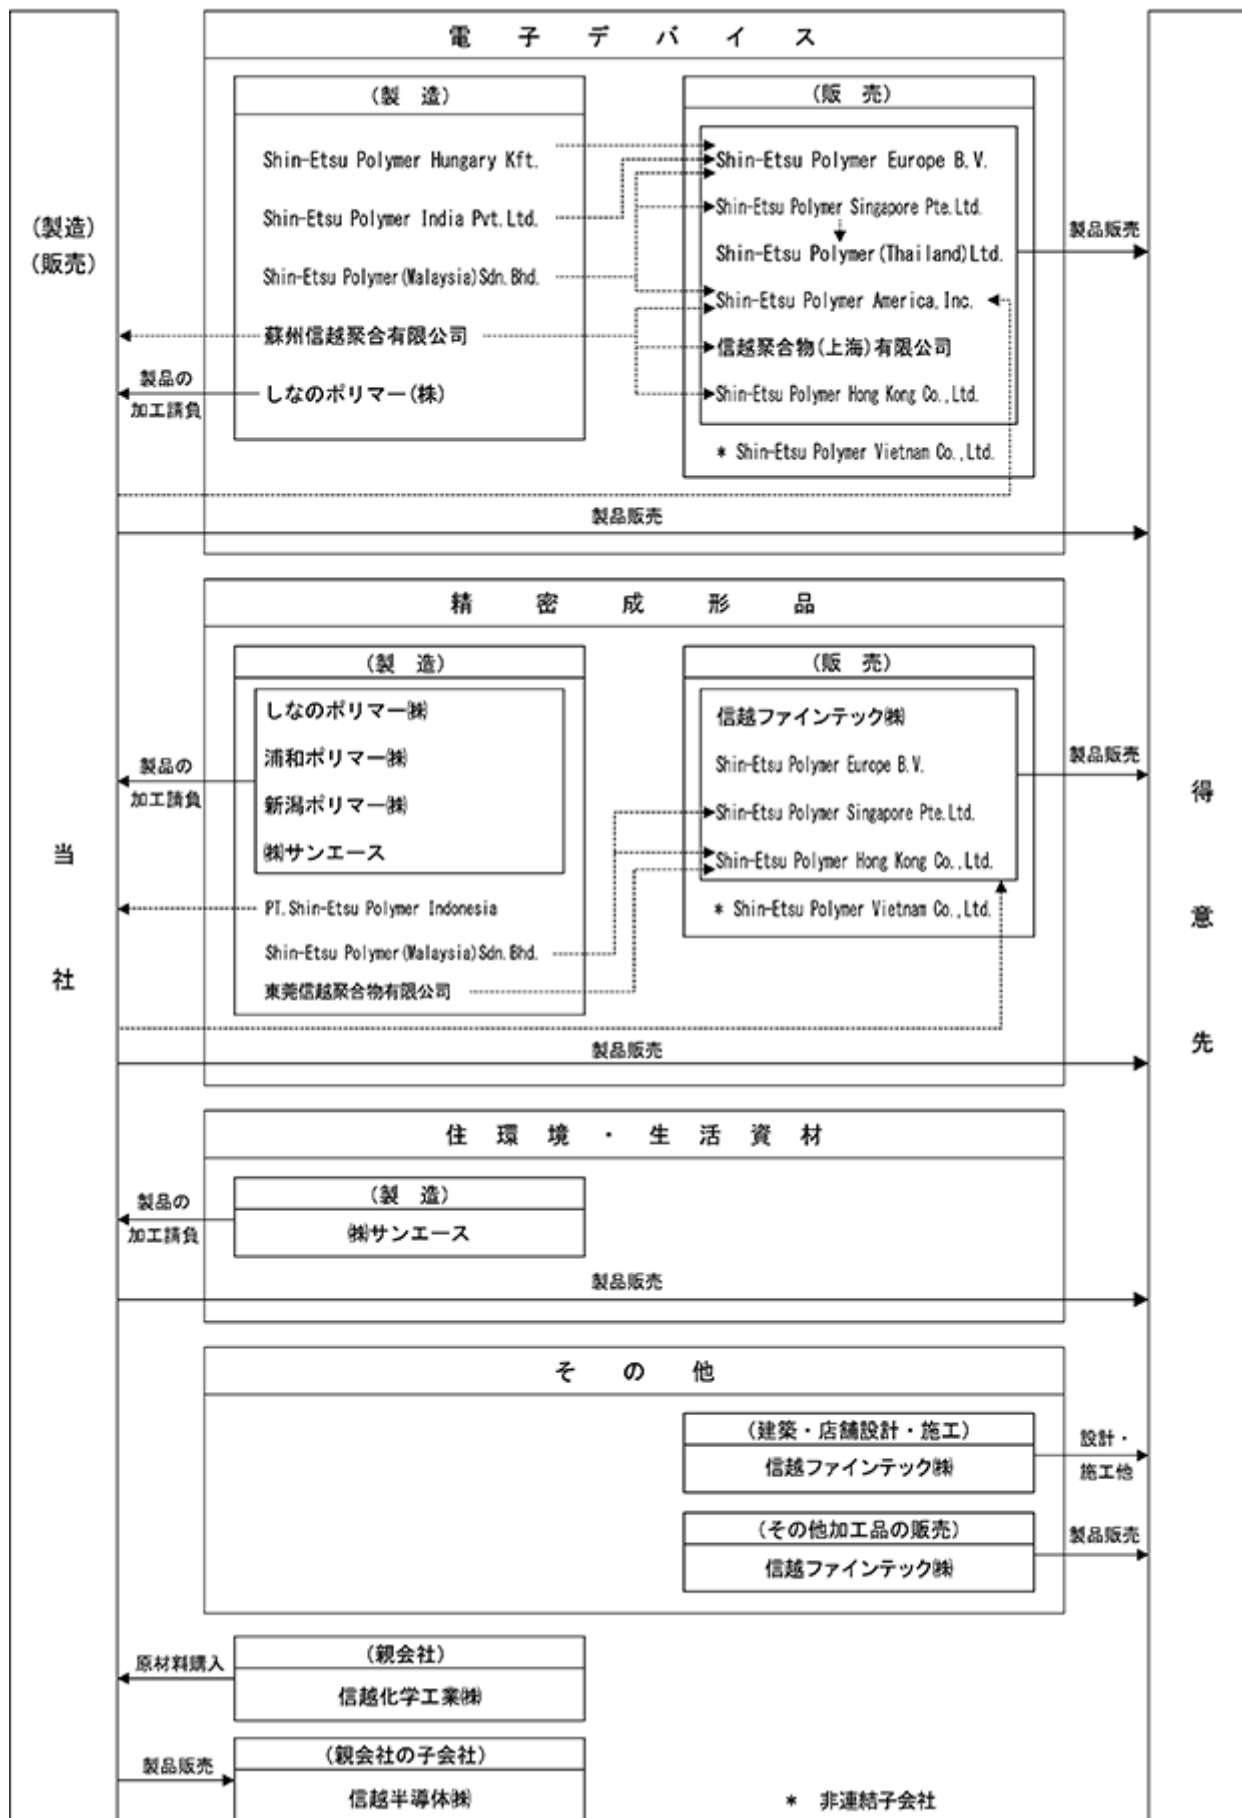 (製造)
(販売)
当
社
電子デバイス
(製 造)
Shin-Etsu Polymer Hungary Kft.
Shin-Etsu Polymer India Pvt.Ltd.
Shin-Etsu Polymer(Malaysia)Sdn.Bhd.
蘇州信越聚合有限公司
しなのポリマー(株)
製品の
加工請負
(販 売)
Shin-Etsu Polymer Europe B.V.
Shin-Etsu Polymer Singapore Pte.Ltd.
Shin-Etsu Polymer(Thailand)Ltd.
Shin-Etsu Polymer America,Inc.
信越聚合物(上海)有限公司
Shin-Etsu Polymer Hong Kong Co.,Ltd.
* Shin-Etsu Polymer Vietnam Co.,Ltd.
製品販売
製品販売
精密成形品
(製 造)
しなのポリマー㈱
浦和ポリマー㈱
新潟ポリマー㈱
㈱サンエース
PT.Shin-Etsu Polymer Indonesia
Shin-Etsu Polymer(Malaysia)Sdn.Bhd.
東莞信越聚合物有限公司
製品の
加工請負
(販 売)
信越ファインテック㈱
Shin-Etsu Polymer Europe B.V.
Shin-Etsu Polymer Singapore Pte.Ltd.
Shin-Etsu Polymer Hong Kong Co.,Ltd.
* Shin-Etsu Polymer Vietnam Co.,Ltd.
製品販売
製品販売
住環境・生活資材
(製 造)
㈱サンエース
製品の
加工請負
製品販売
その他
(建築・店舗設計・施工)
信越ファインテック㈱
設計・
施工他
(その他加工品の販売)
信越ファインテック㈱
製品販売
原材料購入
(親会社)
信越化学工業㈱
製品販売
(親会社の子会社)
信越半導体㈱
* 非連結子会社
得
意
先